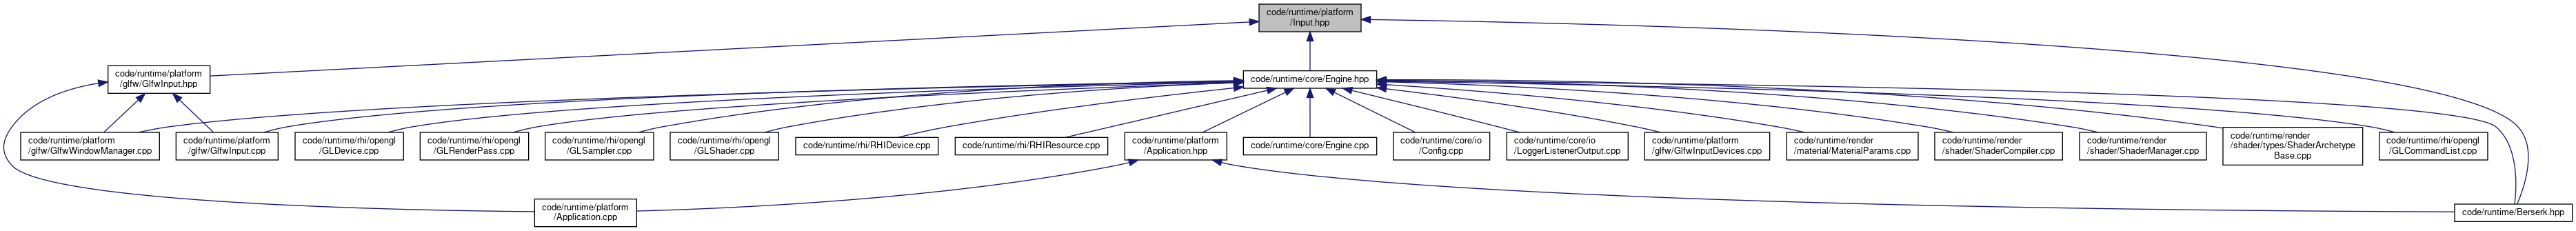 code/runtime/platform
/Input.hpp
code/runtime/platform
/glfw/GlfwInput.hpp
code/runtime/core/Engine.hpp
code/runtime/platform
/glfw/GlfwWindowManager.cpp
code/runtime/platform
/glfw/GlfwInput.cpp
code/runtime/rhi/opengl
/GLDevice.cpp
code/runtime/rhi/opengl
/GLRenderPass.cpp
code/runtime/rhi/opengl
/GLSampler.cpp
code/runtime/rhi/opengl
/GLShader.cpp
code/runtime/rhi/RHIDevice.cpp
code/runtime/rhi/RHIResource.cpp
code/runtime/platform
/Application.hpp
code/runtime/core/Engine.cpp
code/runtime/core/io
/Config.cpp
code/runtime/core/io
/LoggerListenerOutput.cpp
code/runtime/platform
/glfw/GlfwInputDevices.cpp
code/runtime/render
/material/MaterialParams.cpp
code/runtime/render
/shader/ShaderCompiler.cpp
code/runtime/render
/shader/ShaderManager.cpp
code/runtime/render
/shader/types/ShaderArchetype
Base.cpp
code/runtime/rhi/opengl
/GLCommandList.cpp
code/runtime/platform
/Application.cpp
code/runtime/Berserk.hpp